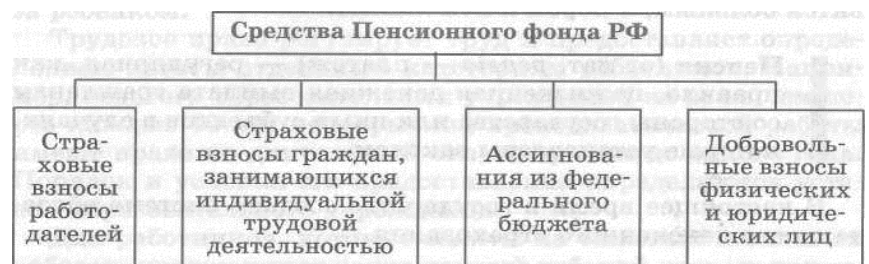 Средства Пенсионного фонда РФ
Стра-
взносы
работо-
дателей
Страховые
взносы граждан,
занимающихся
индивидуальной
трудовой
деятельностью
Ассигнова-
ния из феде-
рального
бюджета
Доброволь-
ные взносы
физических
и юридиче-
ских лиц